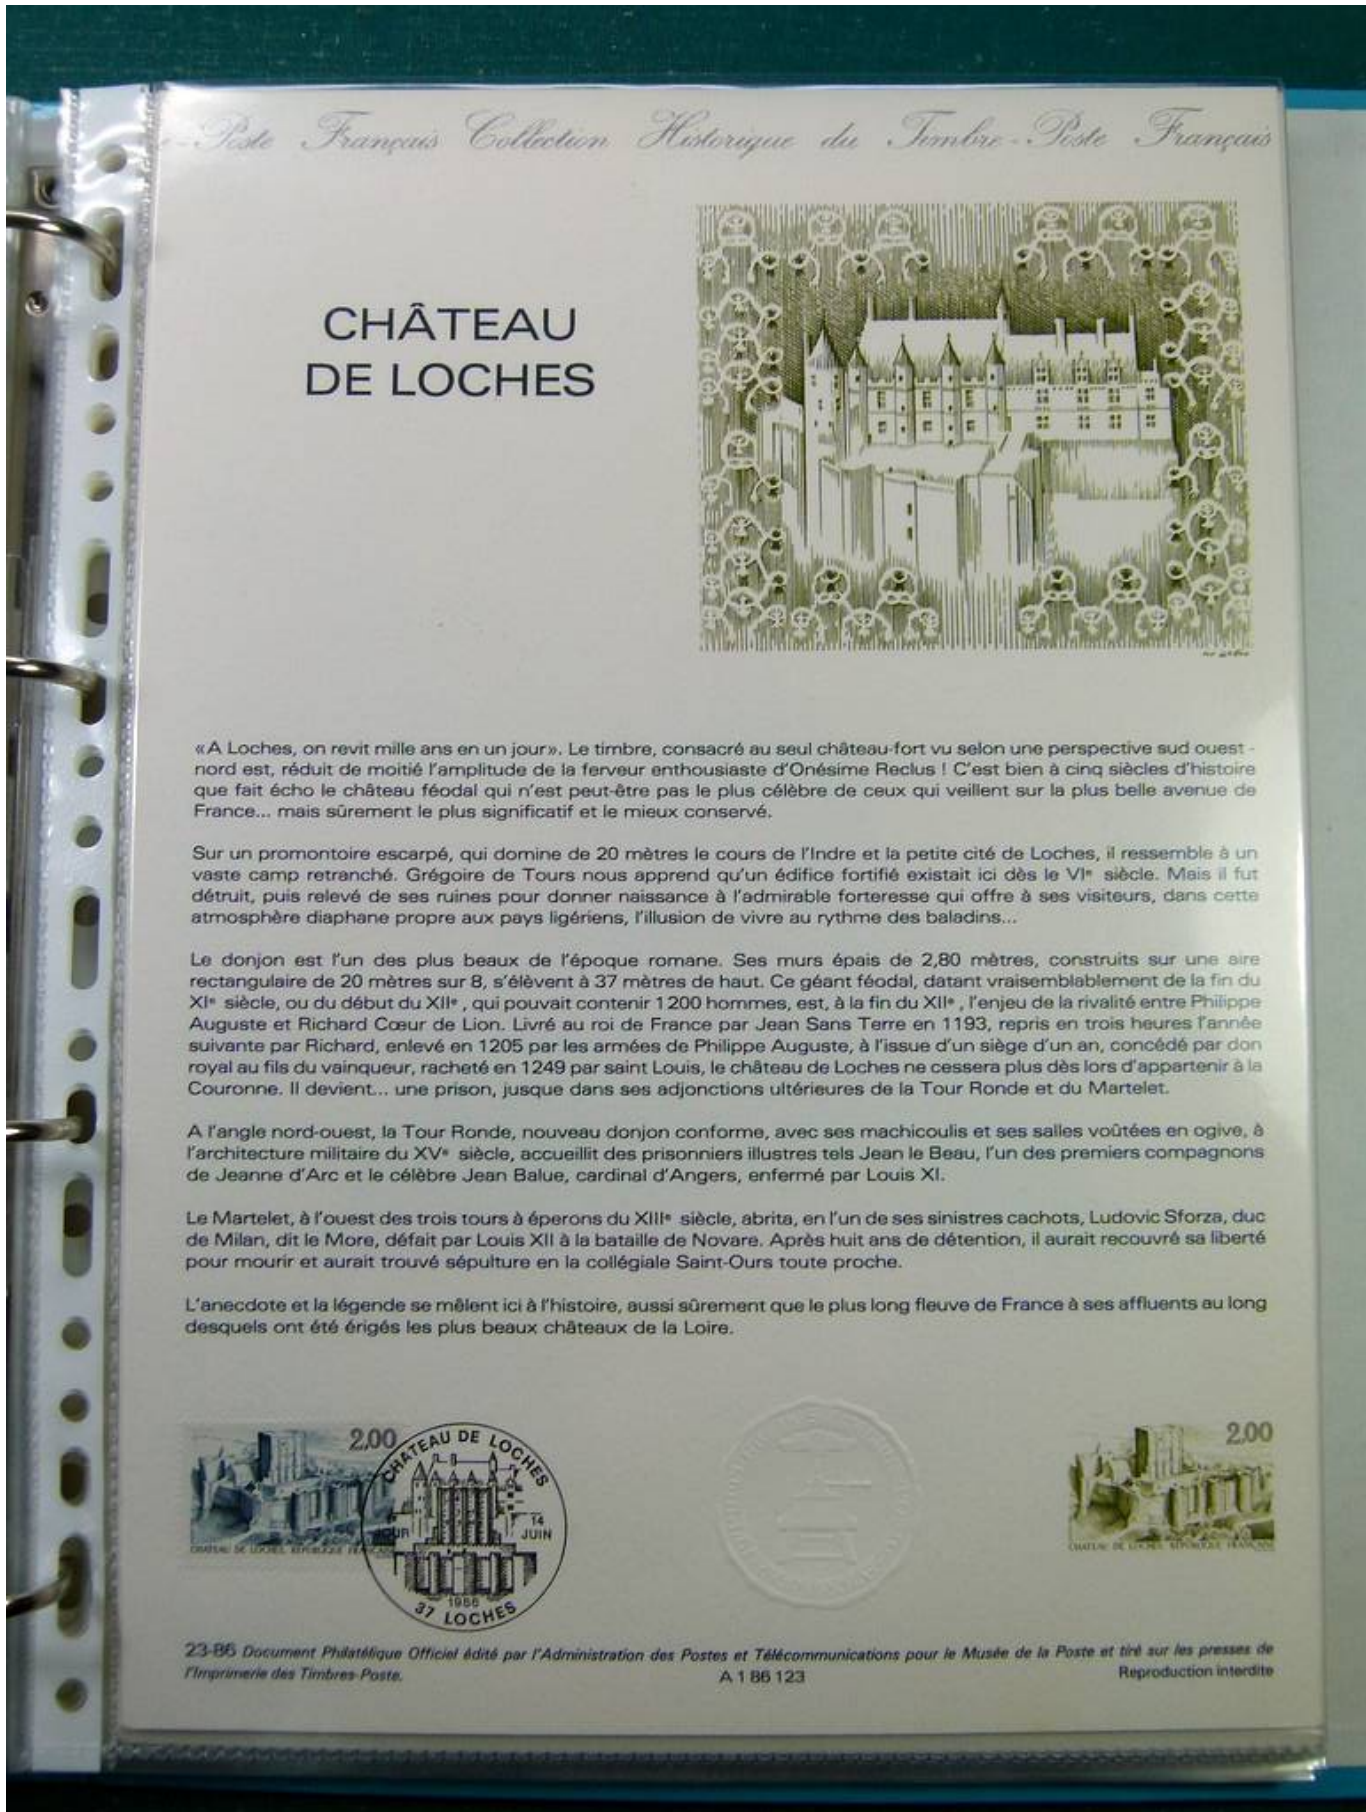 e-Poste Français Collection Historique du Timbre-Poste Français
CHÂTEAU
DE LOCHES
«A Loches, on revit mille ans en un jour». Le timbre, consacré au seul château-fort vu selon une perspective sud ouest -
nord est, réduit de moitié l'amplitude de la ferveur enthousiaste d'Onésime Reclus ! C'est bien à cinq siècles d'histoire
que fait écho le château féodal qui n'est peut-être pas le plus célèbre de ceux qui veillent sur la plus belle avenue de
France... mais sûrement le plus significatif et le mieux conservé.
Sur un promontoire escarpé, qui domine de 20 mètres le cours de l'Indre et la petite cité de Loches, il ressemble à un
vaste camp retranché. Grégoire de Tours nous apprend qu'un édifice fortifié existait ici dès le VIe siècle. Mais il fut
détruit, puis relevé de ses ruines pour donner naissance à l'admirable forteresse qui offre à ses visiteurs, dans cette
atmosphère diaphane propre aux pays ligériens, l'illusion de vivre au rythme des baladins...
Le donjon est l'un des plus beaux de l'époque romane. Ses murs épais de 2,80 mètres, construits sur une aire
rectangulaire de 20 mètres sur 8, s'élèvent à 37 mètres de haut. Ce géant féodal, datant vraisemblablement de la fin du
XIe siècle, ou du début du XIIe, qui pouvait contenir 1200 hommes, est, à la fin du XIIe, l'enjeu de la rivalité entre Philippe
Auguste et Richard Cœur de Lion. Livré au roi de France par Jean Sans Terre en 1193, repris en trois heures l'année
suivante par Richard, enlevé en 1205 par les armées de Philippe Auguste, à l'issue d'un siège d'un an, concédé par don
royal au fils du vainqueur, racheté en 1249 par saint Louis, le château de Loches ne cessera plus dès lors d'appartenir à la
Couronne. Il devient... une prison, jusque dans ses adjonctions ultérieures de la Tour Ronde et du Martelet.
A l'angle nord-ouest, la Tour Ronde, nouveau donjon conforme, avec ses machicoulis et ses salles voûtées en ogive, à
l'architecture militaire du XVe siècle, accueillit des prisonniers illustres tels Jean le Beau, l'un des premiers compagnons
de Jeanne d'Arc et le célèbre Jean Balue, cardinal d'Angers, enfermé par Louis XI.
Le Martelet, à l'ouest des trois tours à éperons du XIIIe siècle, abrita, en l'un de ses sinistres cachots, Ludovic Sforza, duc
de Milan, dit le More, défait par Louis XII à la bataille de Novare. Après huit ans de détention, il aurait recouvré sa liberté
pour mourir et aurait trouvé sépulture en la collégiale Saint-Ours toute proche.
L'anecdote et la légende se mêlent ici à l'histoire, aussi sûrement que le plus long fleuve de France à ses affluents au long
desquels ont été érigés les plus beaux châteaux de la Loire.
2,00
CHATEAU DE LOCHES RÉPUBLIQUE FRANÇAISE
CHATEAU DE LOCHES
JOUR
14
JUIN
1986
37 LOCHES
2,00
CHATEAU DE LOCHES RÉPUBLIQUE FRANÇAISE
23-86 Document Philatélique Officiel édité par l'Administration des Postes et Télécommunications pour le Musée de la Poste et tiré sur les presses de
l'Imprimerie des Timbres-Poste.
A 1 86 123
Reproduction interdite